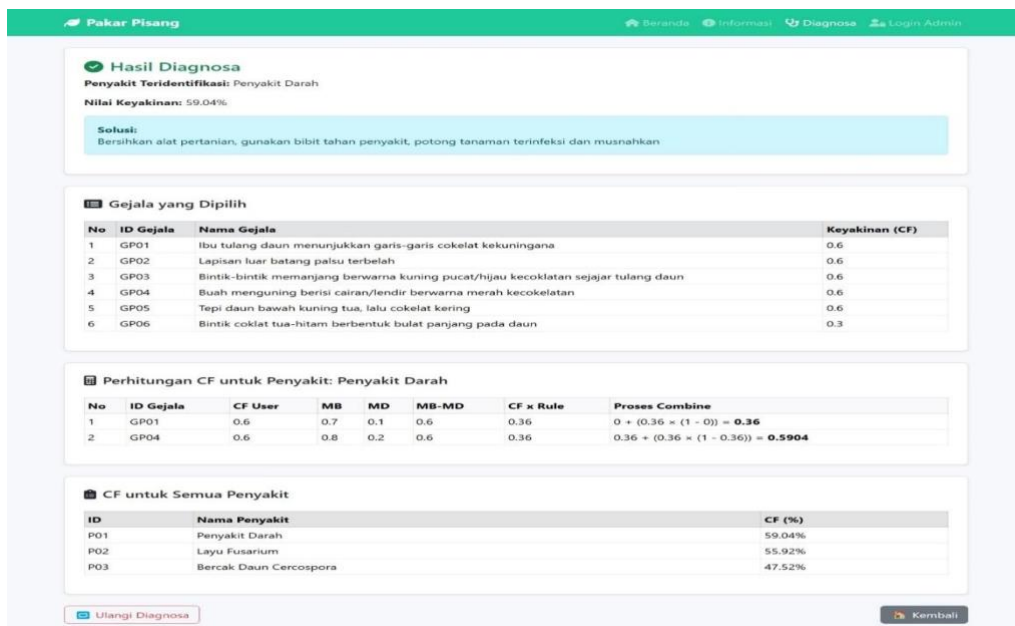 Pakar Pisang Beranda Informasi Diagnosa Login Admin
Hasil Diagnosa
Penyakit Teridentifikasi: Penyakit Darah
Nilai Keyakinan: 59.04%
Solusi:
Bersihkan alat pertanian, gunakan bibit tahan penyakit, potong tanaman terinfeksi dan musnahkan
Gejala yang Dipilih
No ID Gejala Nama Gejala Keyakinan (CF)
1 GP01 Ibu tulang daun menunjukkan garis-garis cokelat kekuningana 0.6
2 GP02 Lapisan luar batang palsu terbelah 0.6
3 GP03 Bintik-bintik memanjang berwarna kuning pucat/hijau kecoklatan sejajar tulang daun 0.6
4 GP04 Buah menguning berisi cairan/lendir berwarna merah kecokelatan 0.6
5 GP05 Tepi daun bawah kuning tua, lalu cokelat kering 0.6
6 GP06 Bintik coklat tua-hitam berbentuk bulat panjang pada daun 0.3
Perhitungan CF untuk Penyakit: Penyakit Darah
No ID Gejala CF User MB MD MB-MD CF x Rule Proses Combine
1 GP01 0.6 0.7 0.1 0.6 0.36 0 + (0.36 × (1 - 0)) = 0.36
2 GP04 0.6 0.8 0.2 0.6 0.36 0.36 + (0.36 × (1 - 0.36)) = 0.5904
CF untuk Semua Penyakit
ID Nama Penyakit CF (%)
P01 Penyakit Darah 59.04%
P02 Layu Fusarium 55.92%
P03 Bercak Daun Cercospora 47.52%
Ulangi Diagnosa Kembali